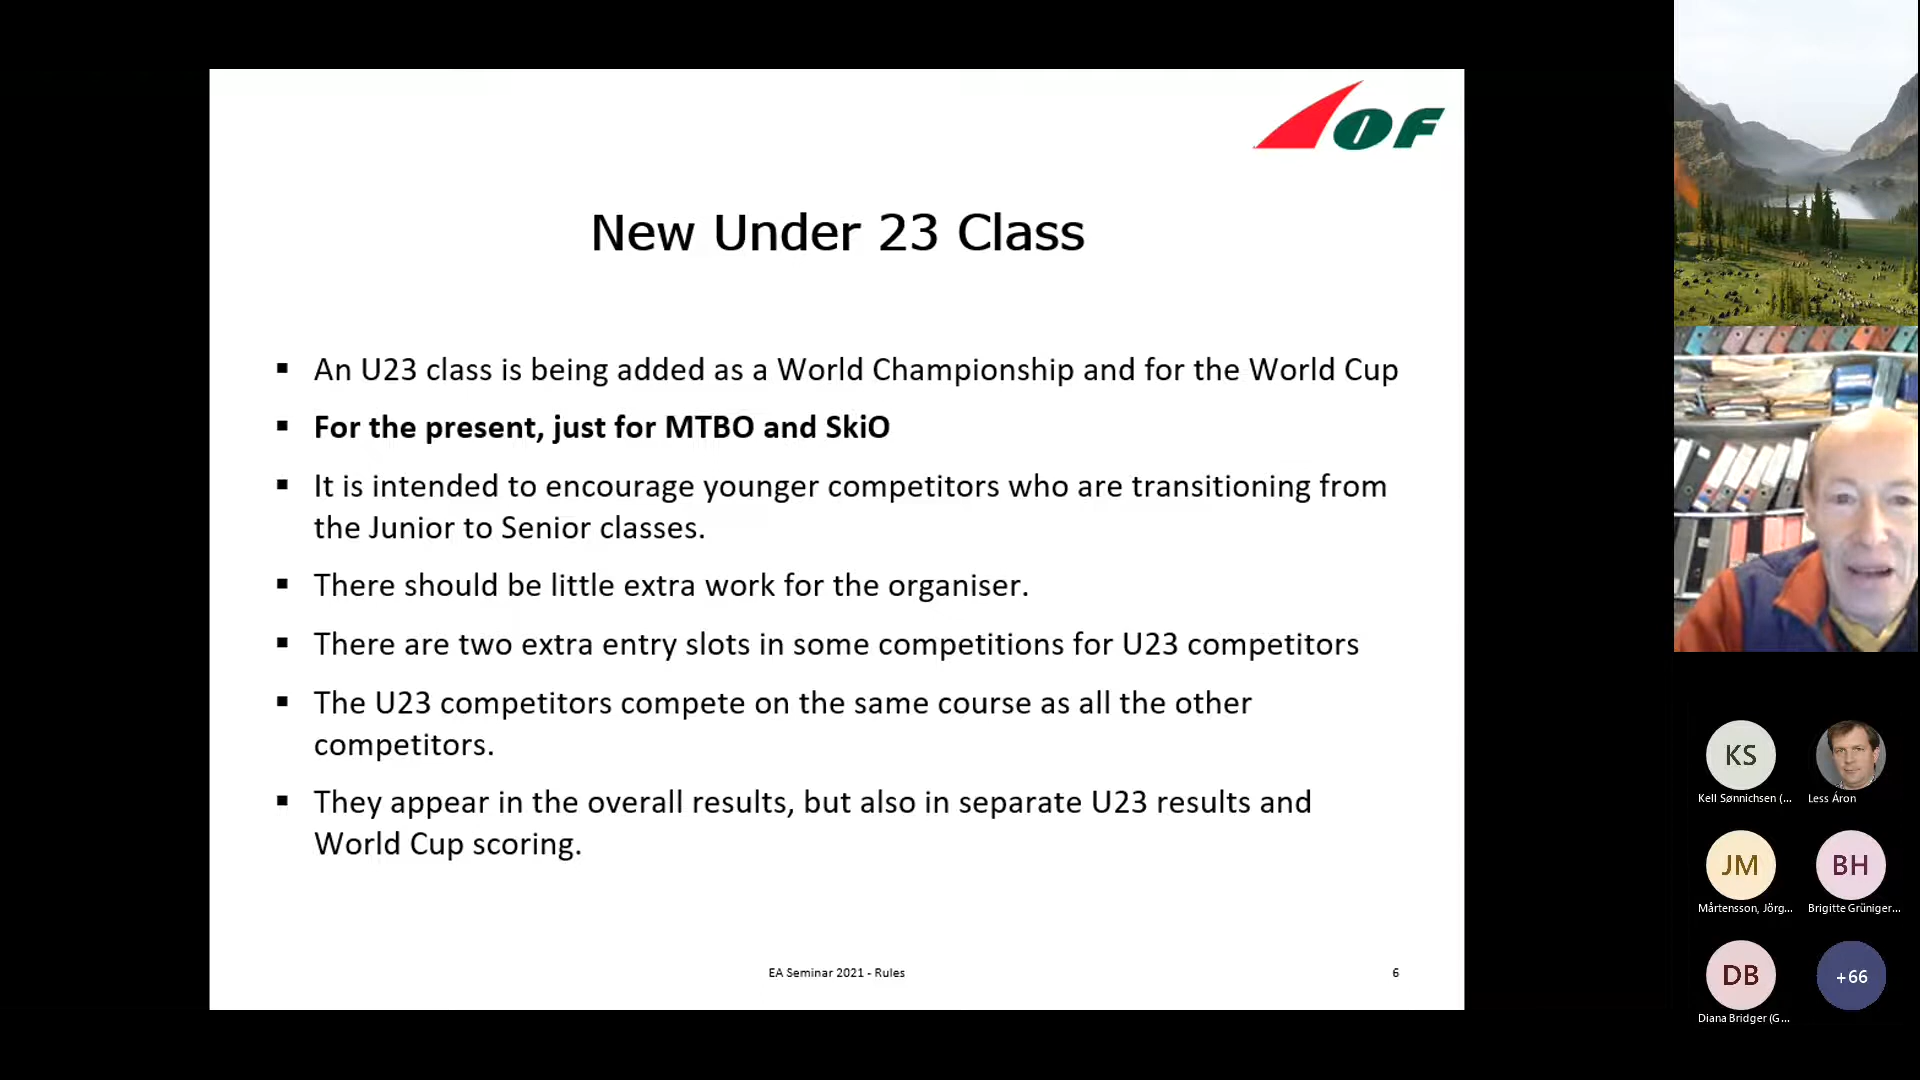 IOF
New Under 23 Class
▪ An U23 class is being added as a World Championship and for the World Cup
▪ For the present, just for MTBO and SkiO
▪ It is intended to encourage younger competitors who are transitioning from
the Junior to Senior classes.
▪ There should be little extra work for the organiser.
▪ There are two extra entry slots in some competitions for U23 competitors
▪ The U23 competitors compete on the same course as all the other
competitors.
▪ They appear in the overall results, but also in separate U23 results and
World Cup scoring.
EA Seminar 2021 - Rules
6
KS
Kell Sønnichsen (...
Less Áron
JM
Mårtensson, Jörg...
BH
Brigitte Grüniger...
DB
Diana Bridger (G...
+66